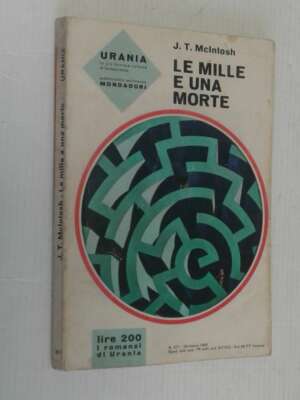 URANIA
MONDADORI
J. T. McIntosh
LE MILLE
E UNA
MORTE
lire 200
i romanzi
di Urania
J. T. McIntosh - Le mille e una morte - URANIA